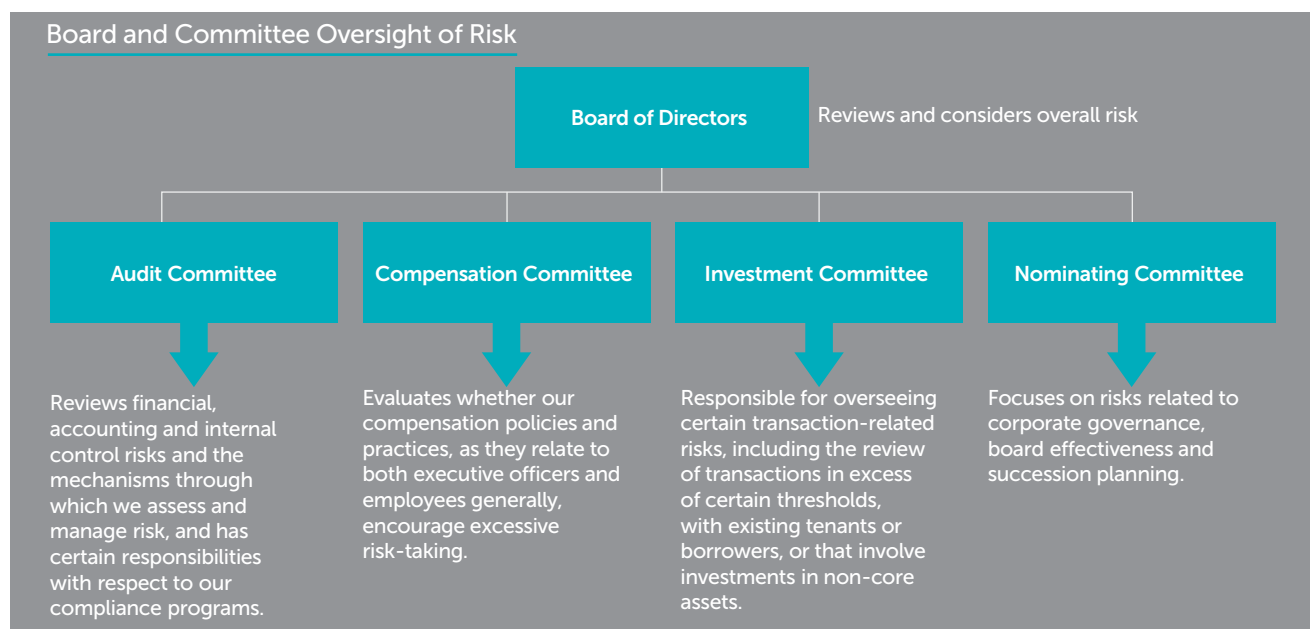 Board and Committee Oversight of Risk
Board of Directors
Reviews and considers overall risk
Audit Committee
Compensation Committee
Investment Committee
Nominating Committee
Reviews financial,
accounting and internal
control risks and the
mechanisms through
which we assess and
manage risk, and has
certain responsibilities
with respect to our
compliance programs.
Evaluates whether our
compensation policies and
practices, as they relate to
both executive officers and
employees generally,
encourage excessive
risk-taking.
Responsible for overseeing
certain transaction-related
risks, including the review
of transactions in excess
of certain thresholds,
with existing tenants or
borrowers, or that involve
investments in non-core
assets.
Focuses on risks related to
corporate governance,
board effectiveness and
succession planning.